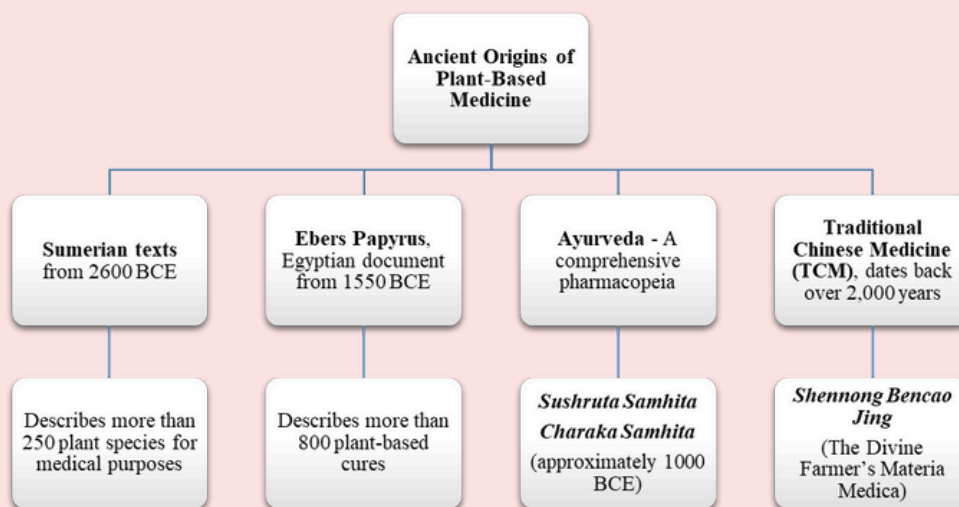 Ancient Origins of
Plant-Based
Medicine
Sumerian texts
from 2600 BCE
Ebers Papyrus,
Egyptian document
from 1550 BCE
Ayurveda - A
comprehensive
pharmacopeia
Traditional
Chinese Medicine
(TCM), dates back
over 2,000 years
Describes more than
250 plant species for
medical purposes
Describes more than
800 plant-based
cures
Sushruta Samhita
Charaka Samhita
(approximately 1000
BCE)
Shennong Bencao
Jing
(The Divine
Farmer's Materia
Medica)